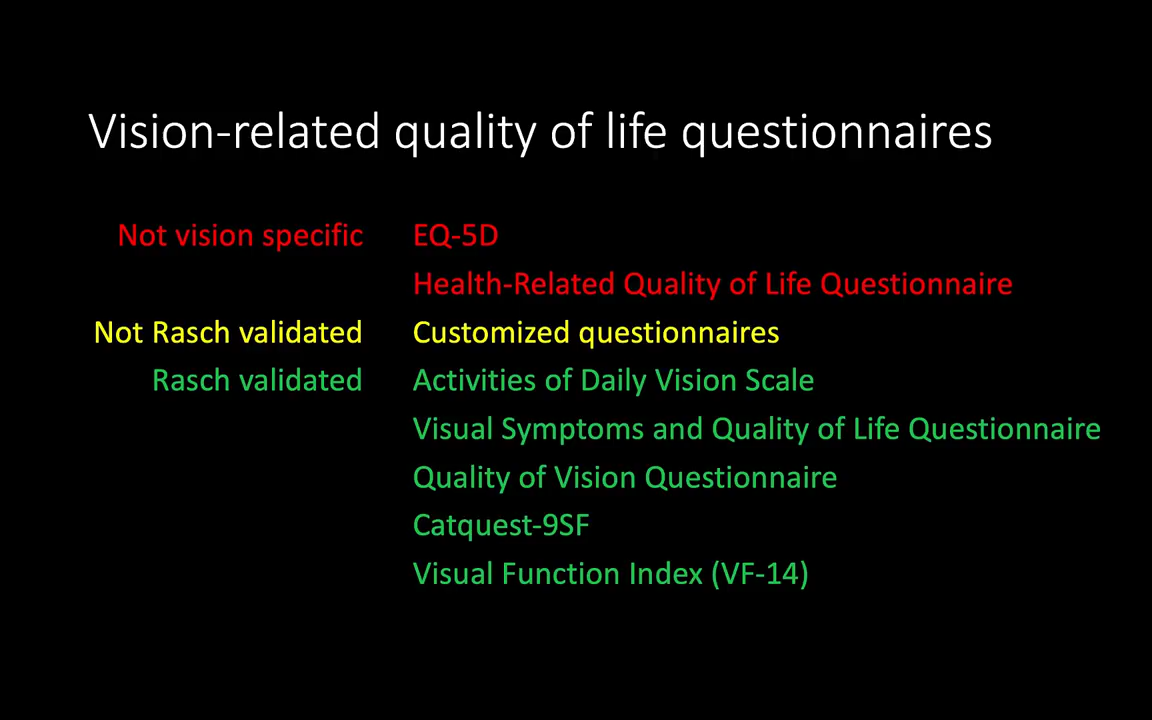 Vision-related quality of life questionnaires
Not vision specific EQ-5D
Health-Related Quality of Life Questionnaire
Not Rasch validated Customized questionnaires
Rasch validated Activities of Daily Vision Scale
Visual Symptoms and Quality of Life Questionnaire
Quality of Vision Questionnaire
Catquest-9SF
Visual Function Index (VF-14)